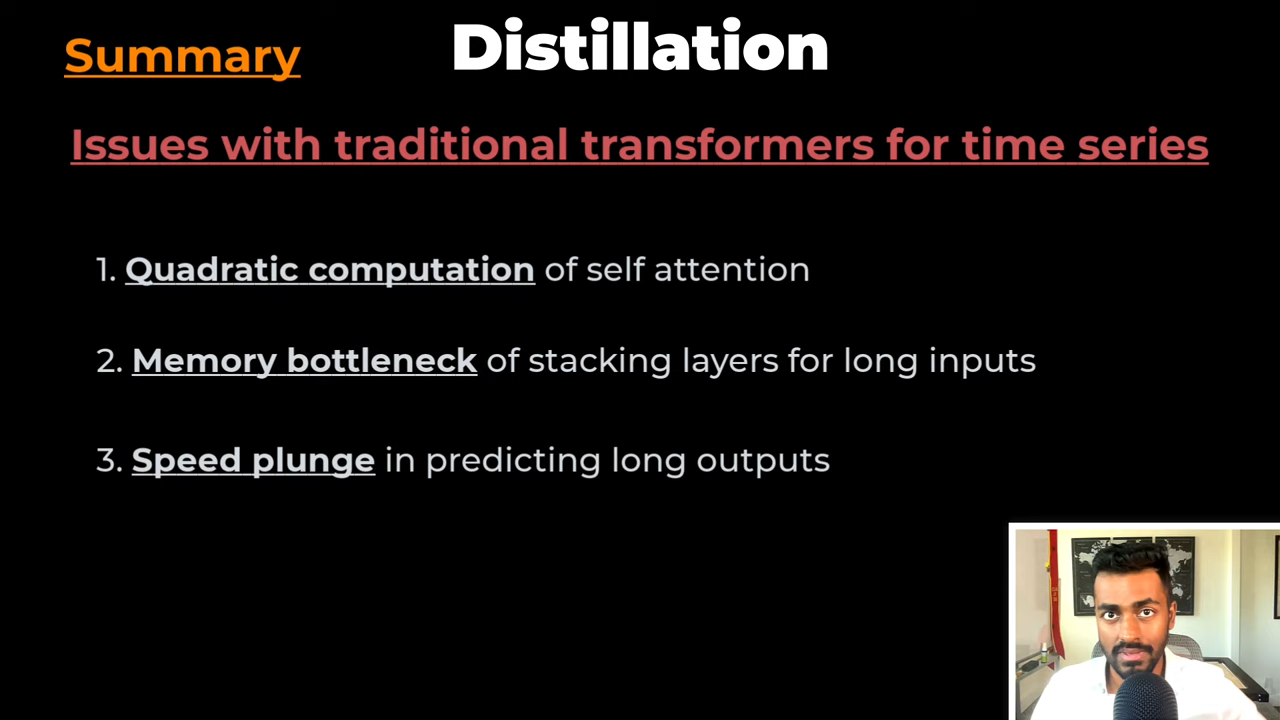 Summary
Distillation
Issues with traditional transformers for time series
1. Quadratic computation of self attention
2. Memory bottleneck of stacking layers for long inputs
3. Speed plunge in predicting long outputs